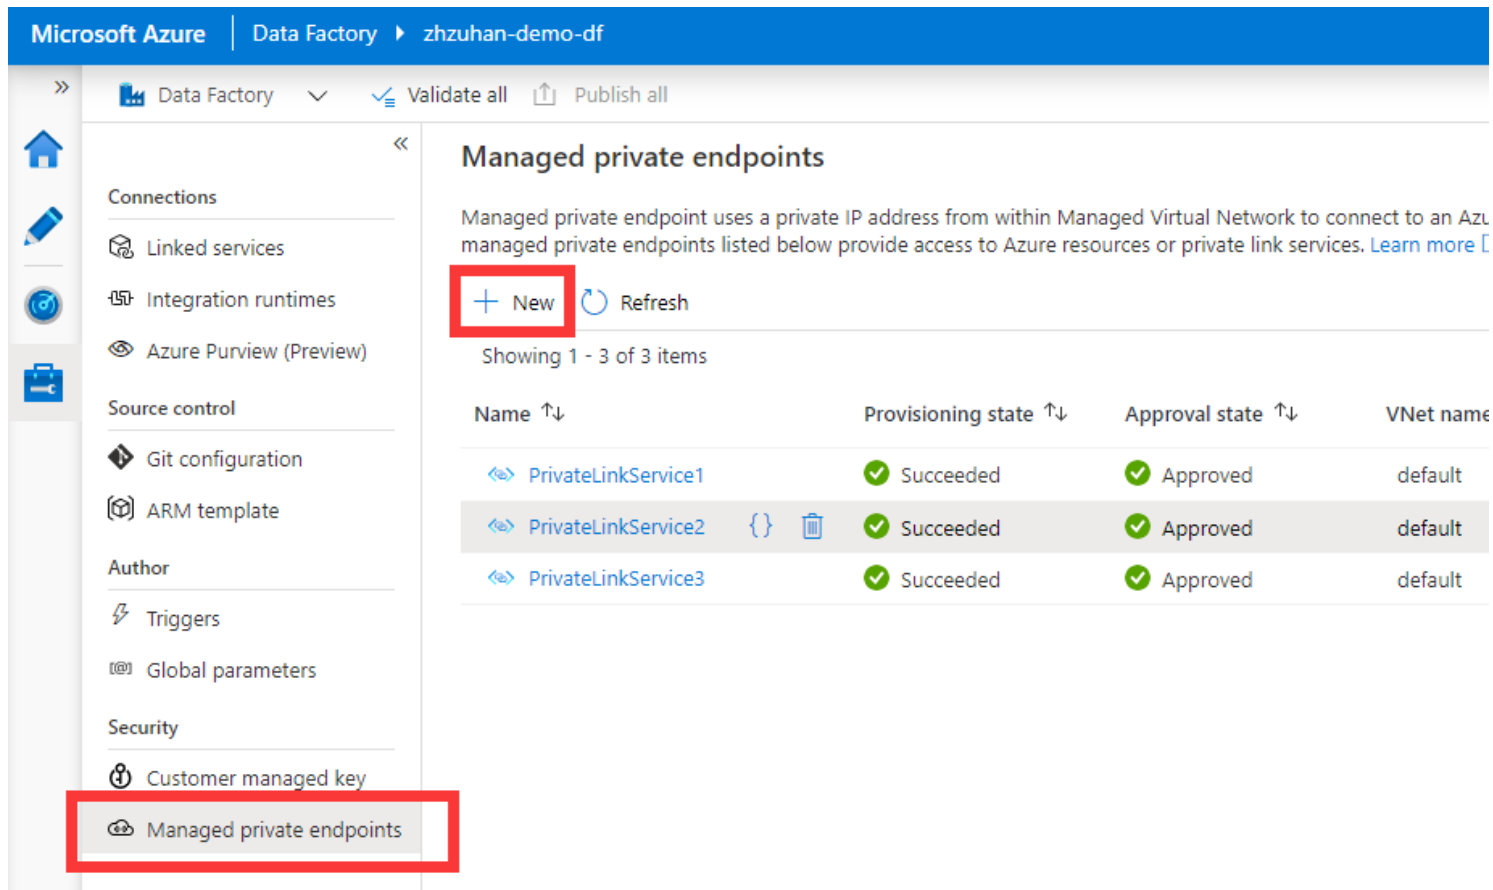 Microsoft Azure Data Factory zhzuhan-demo-df
Data Factory Validate all Publish all
Connections
Linked services
Integration runtimes
Azure Purview (Preview)
Source control
Git configuration
ARM template
Author
Triggers
Global parameters
Security
Customer managed key
Managed private endpoints
Managed private endpoints
Managed private endpoint uses a private IP address from within Managed Virtual Network to connect to an Azu
managed private endpoints listed below provide access to Azure resources or private link services. Learn more
New Refresh
Showing 1 - 3 of 3 items
Name Provisioning state Approval state VNet name
PrivateLinkService1 Succeeded Approved default
PrivateLinkService2 {} Succeeded Approved default
PrivateLinkService3 Succeeded Approved default